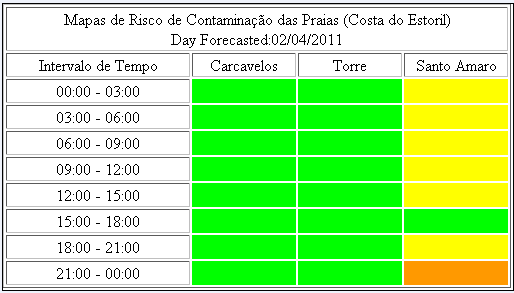 Mapas de Risco de Contaminação das Praias (Costa do Estoril)
Day Forecasted:02/04/2011
Intervalo de Tempo Carcavelos Torre Santo Amaro
00:00 - 03:00
03:00 - 06:00
06:00 - 09:00
09:00 - 12:00
12:00 - 15:00
15:00 - 18:00
18:00 - 21:00
21:00 - 00:00